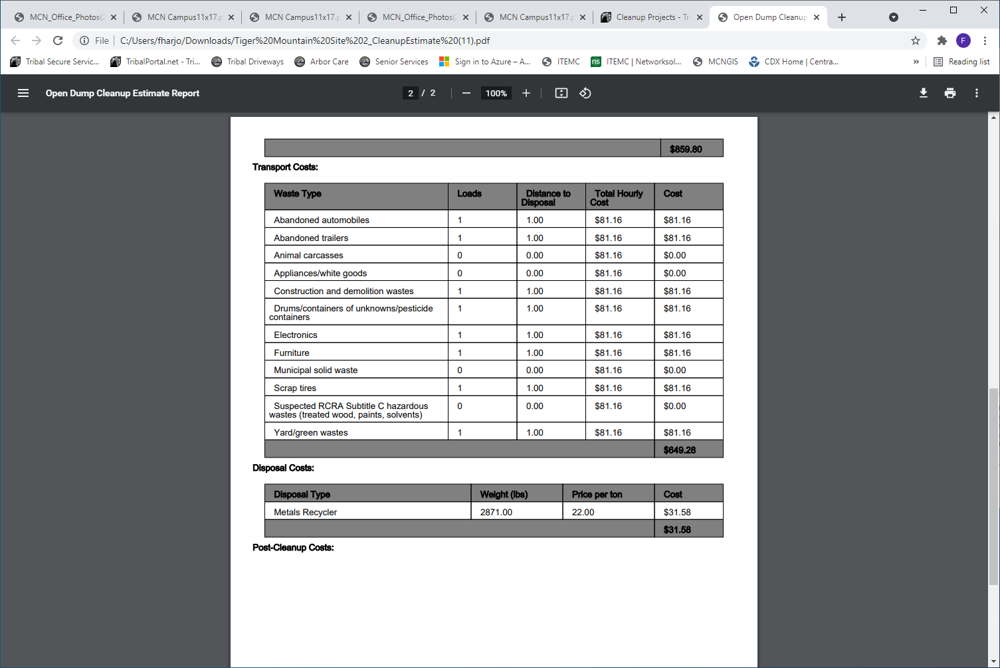 MCN_Office_Photos(
MCN Campus11x17.p
MCN Campus11x17.p
MCN_Office_Photos(
MCN Campus11x17.
Cleanup Projects - Tr
Open Dump Cleanup
File C:/Users/fharjo/Downloads/Tiger%20Mountain%20Site%202_CleanupEstimate%20(11).pdf
F
Tribal Secure Servic...
TribalPortal.net - Tri...
Tribal Driveways
Arbor Care
Senior Services
Sign in to Azure – A...
ITEMC
ns ITEMC | Networksol...
MCNGIS
CDX Home | Centra...
»
Reading list
Open Dump Cleanup Estimate Report
2 / 2
100%
$859.80
Transport Costs:
Waste Type Loads Distance to Disposal Total Hourly Cost Cost
Abandoned automobiles 1 1.00 $81.16 $81.16
Abandoned trailers 1 1.00 $81.16 $81.16
Animal carcasses 0 0.00 $81.16 $0.00
Appliances/white goods 0 0.00 $81.16 $0.00
Construction and demolition wastes 1 1.00 $81.16 $81.16
Drums/containers of unknowns/pesticide 1 1.00 $81.16 $81.16
containers
Electronics 1 1.00 $81.16 $81.16
Furniture 1 1.00 $81.16 $81.16
Municipal solid waste 0 0.00 $81.16 $0.00
Scrap tires 1 1.00 $81.16 $81.16
Suspected RCRA Subtitle C hazardous 0 0.00 $81.16 $0.00
wastes (treated wood, paints, solvents)
Yard/green wastes 1 1.00 $81.16 $81.16
$649.28
Disposal Costs:
Disposal Type Weight (lbs) Price per ton Cost
Metals Recycler 2871.00 22.00 $31.58
$31.58
Post-Cleanup Costs: